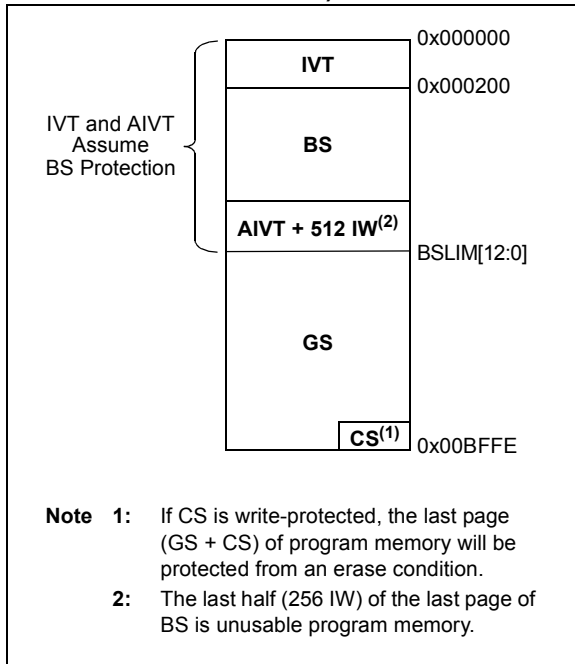 0x000000
IVT
0x000200
IVT and AIVT
Assume
BS Protection
BS
AIVT + 512 IW(2)
BSLIM[12:0]
GS
CS(1)
0x00BFFE
Note 1: If CS is write-protected, the last page
(GS + CS) of program memory will be
protected from an erase condition.
2: The last half (256 IW) of the last page of
BS is unusable program memory.